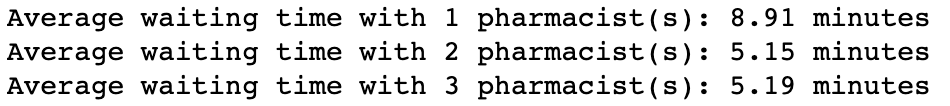 Average waiting time with 1 pharmacist(s): 8.91 minutes
Average waiting time with 2 pharmacist(s): 5.15 minutes
Average waiting time with 3 pharmacist(s): 5.19 minutes